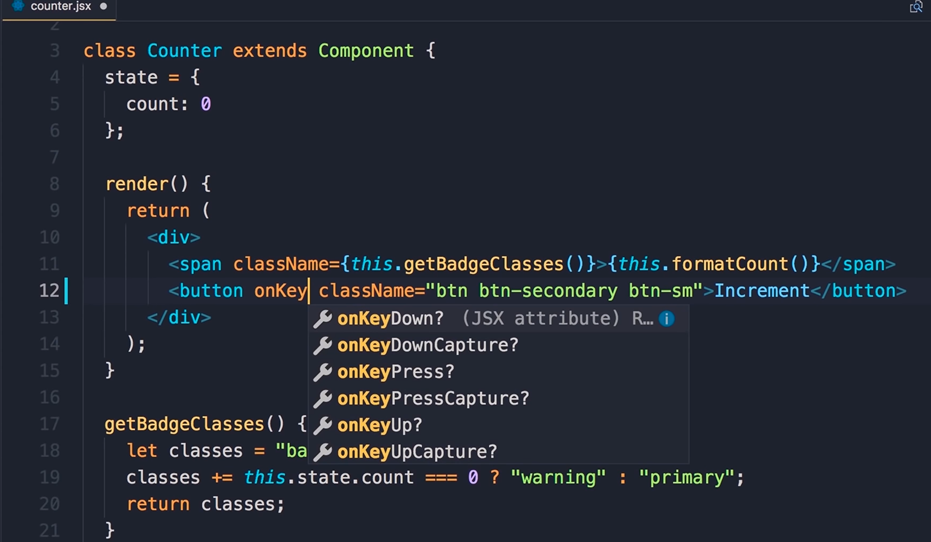 counter.jsx
2
3 class Counter extends Component {
4 state = {
5 count: 0
6 };
7
8 render() {
9 return (
10 <div>
11 <span className={this.getBadgeClasses()}>{this.formatCount()}</span>
12 <button onKey className="btn btn-secondary btn-sm">Increment</button>
13 </div>
onKeyDown? (JSX attribute) R…
14 );
onKeyDownCapture?
15 }
onKeyPress?
16
onKeyPressCapture?
17 getBadgeClasses() {
onKeyUp?
18 let classes = "ba
onKeyUpCapture?
19 classes += this.state.count === 0 ? "warning" : "primary";
20 return classes;
21 }